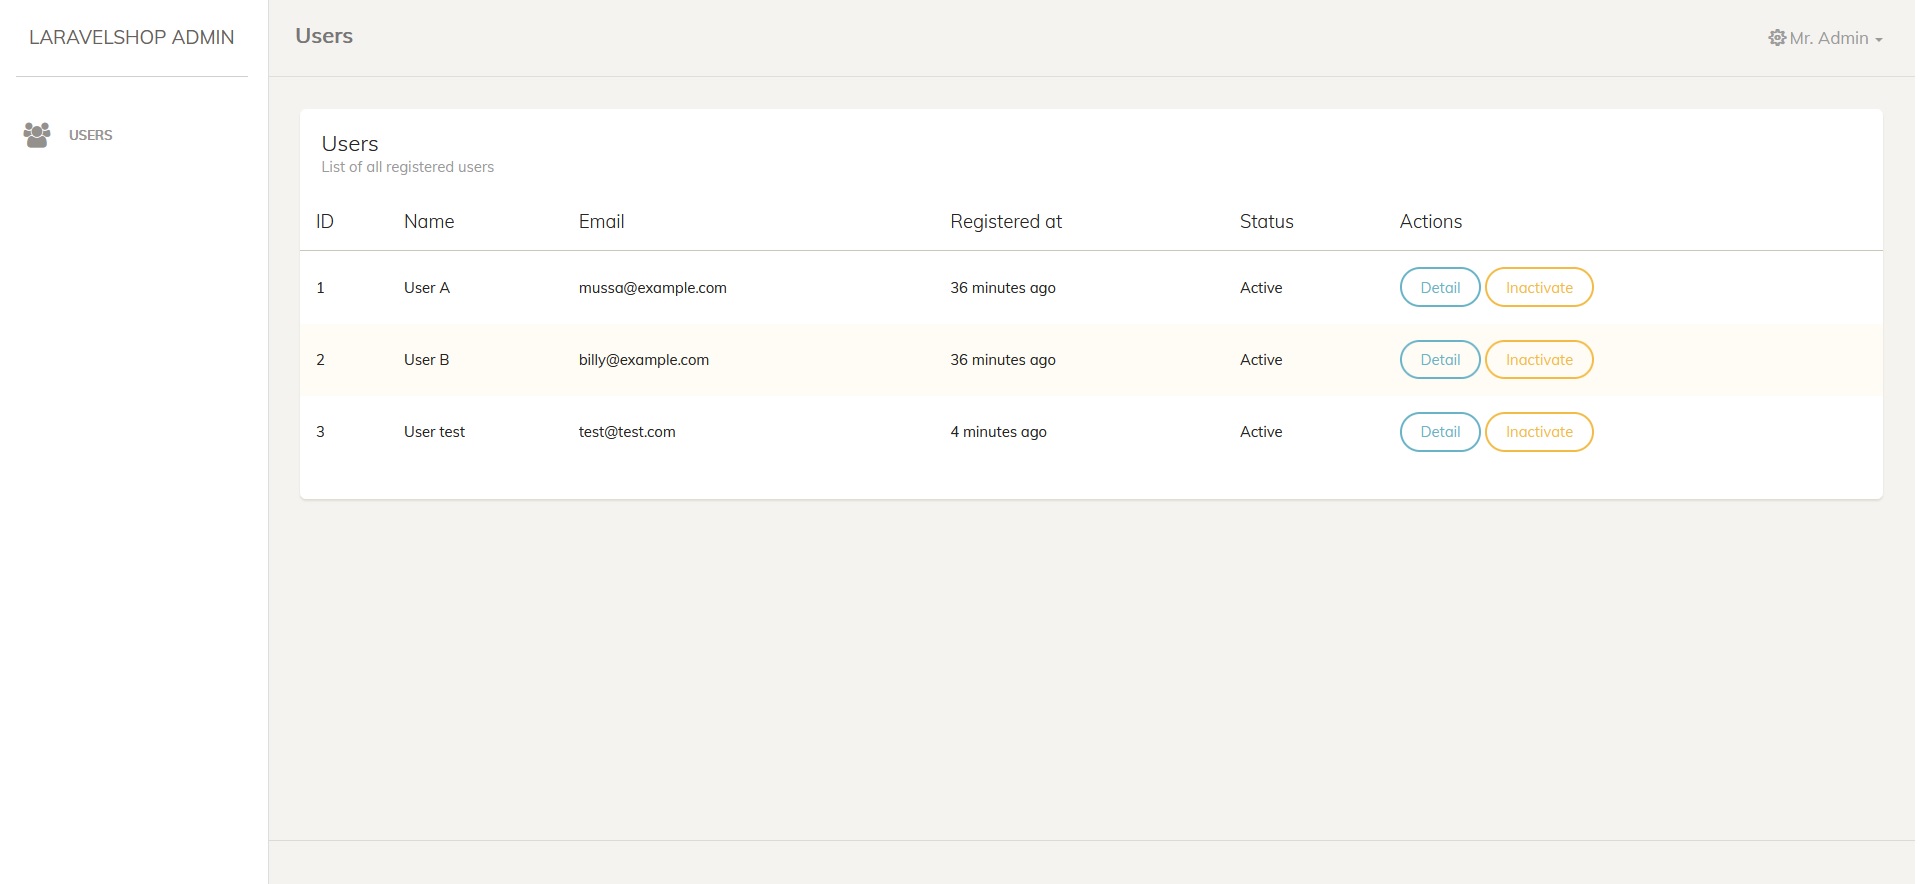 LARAVELSHOP ADMIN
Users
Mr. Admin
USERS
Users
List of all registered users
ID Name Email Registered at Status Actions
1 User A mussa@example.com 36 minutes ago Active Detail Inactivate
2 User B billy@example.com 36 minutes ago Active Detail Inactivate
3 User test test@test.com 4 minutes ago Active Detail Inactivate